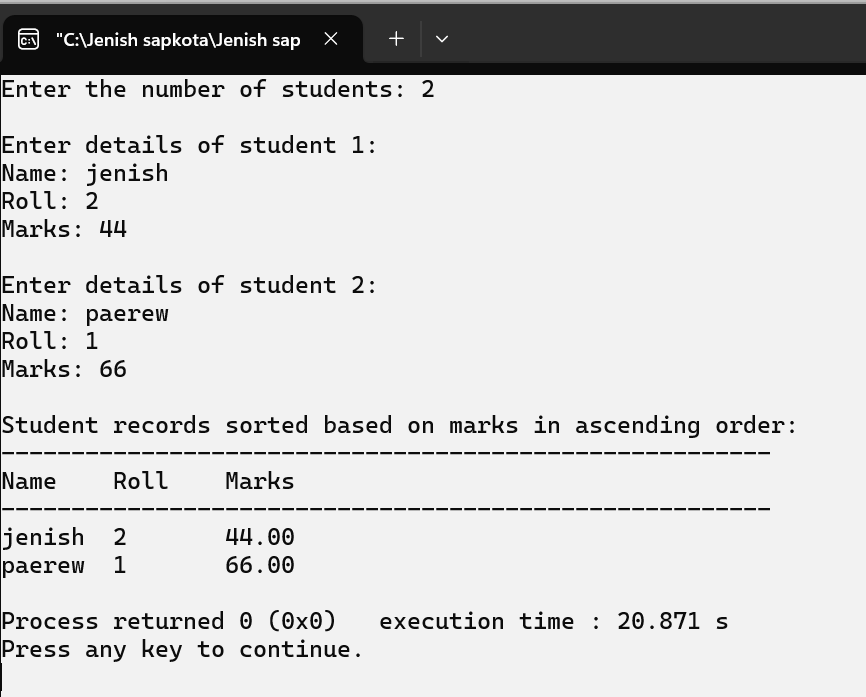 "C:\Jenish sapkota\Jenish sap
Enter the number of students: 2
Enter details of student 1:
Name: jenish
Roll: 2
Marks: 44
Enter details of student 2:
Name: paerew
Roll: 1
Marks: 66
Student records sorted based on marks in ascending order:
-------------------------------------------------------
Name    Roll    Marks
-------------------------------------------------------
jenish  2       44.00
paerew  1       66.00
Process returned 0 (0x0)   execution time : 20.871 s
Press any key to continue.